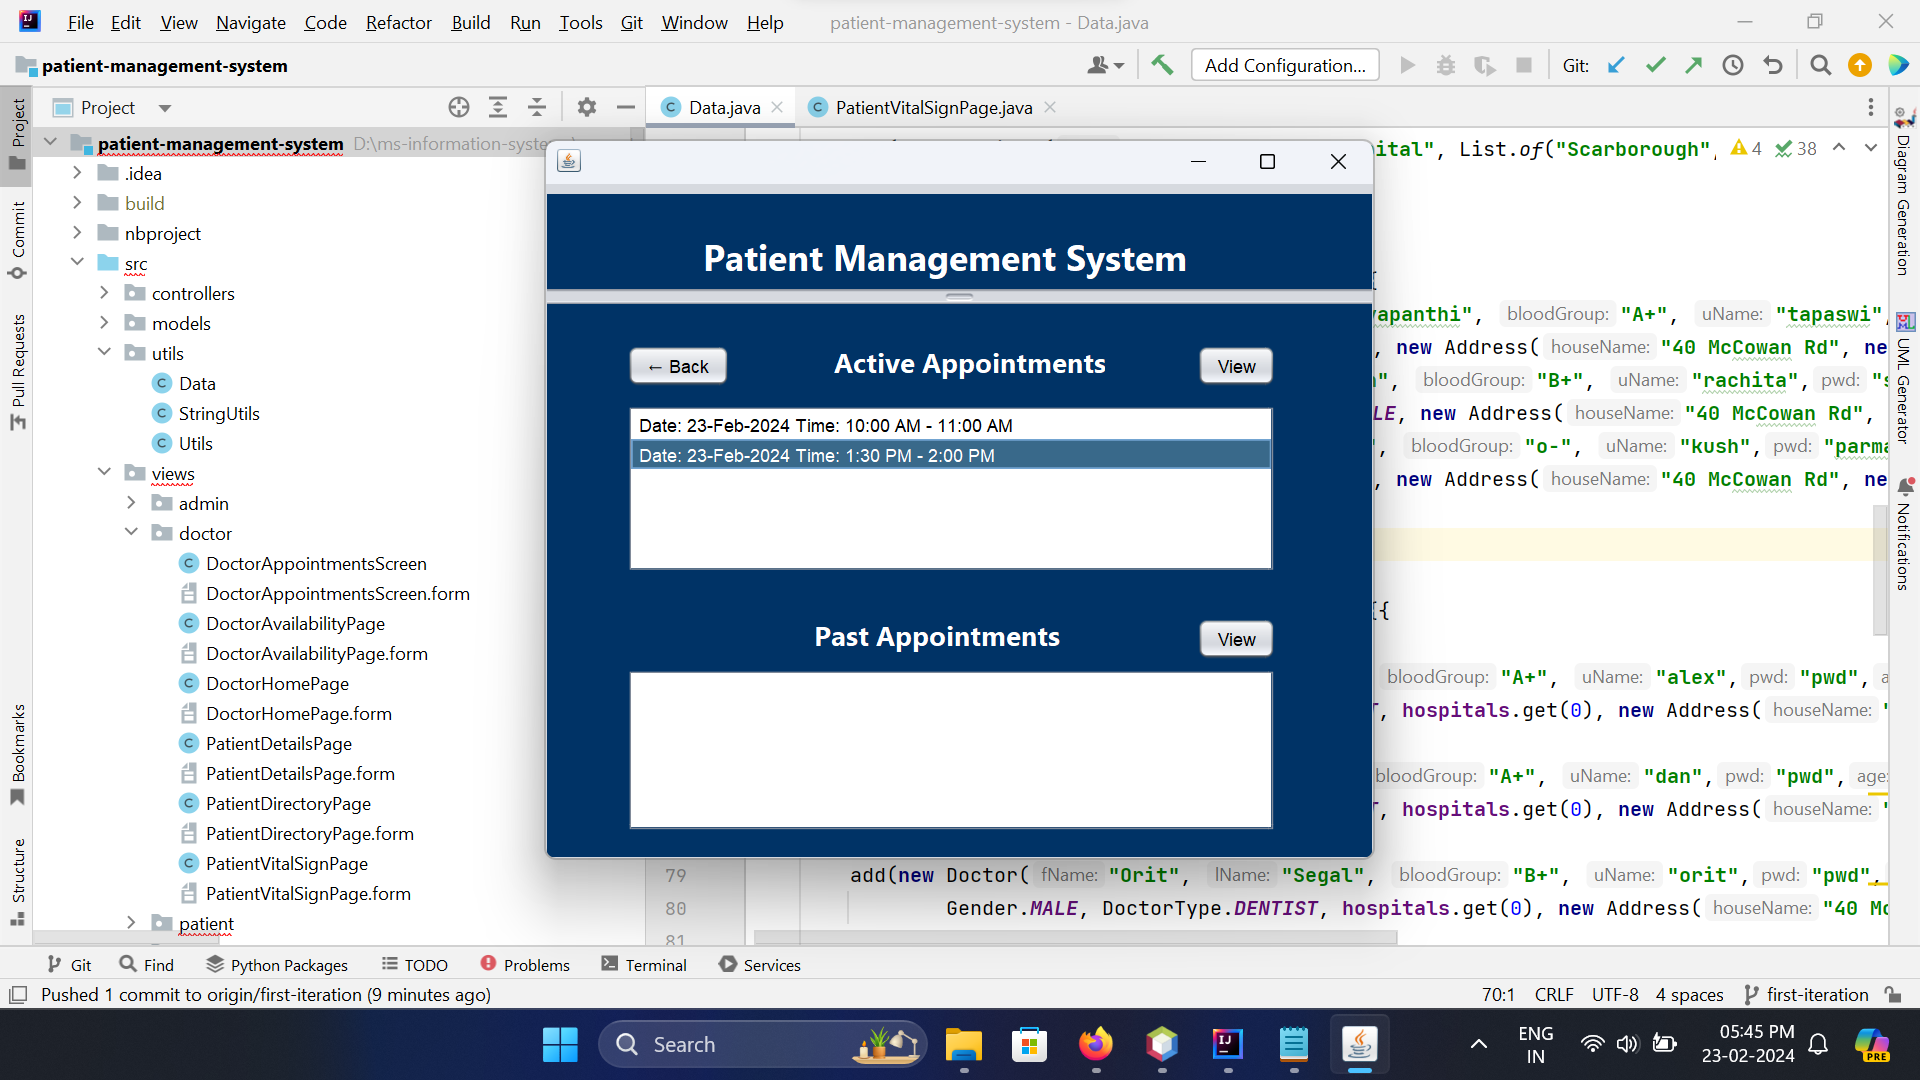 File Edit View Navigate Code Refactor Build Run Tools Git Window Help patient-management-system - Data.java
patient-management-system Add Configuration... Git:
Project Data.java PatientVitalSignPage.java
Project
Commit
Pull Requests
Bookmarks
Structure
patient-management-system D:\ms-information-syste
.idea
build
nbproject
src
controllers
models
utils
Data
StringUtils
Utils
views
admin
doctor
DoctorAppointmentsScreen
DoctorAppointmentsScreen.form
DoctorAvailabilityPage
DoctorAvailabilityPage.form
DoctorHomePage
DoctorHomePage.form
PatientDetailsPage
PatientDetailsPage.form
PatientDirectoryPage
PatientDirectoryPage.form
PatientVitalSignPage
PatientVitalSignPage.form
patient
Patient Management System
← Back Active Appointments View
Date: 23-Feb-2024 Time: 10:00 AM - 11:00 AM
Date: 23-Feb-2024 Time: 1:30 PM - 2:00 PM
Past Appointments View
ital", List.of("Scarborough", 4 38
{
yapanthi", bloodGroup: "A+", uName: "tapaswi",
, new Address( houseName: "40 McCowan Rd", ne
", bloodGroup: "B+", uName: "rachita", pwd: "s
LE, new Address( houseName: "40 McCowan Rd",
", bloodGroup: "o-", uName: "kush", pwd: "parma
, new Address( houseName: "40 McCowan Rd", ne
{{
bloodGroup: "A+", uName: "alex", pwd: "pwd", a
, hospitals.get(0), new Address( houseName: "
bloodGroup: "A+", uName: "dan", pwd: "pwd", age:
, hospitals.get(0), new Address( houseName: "
79 add(new Doctor( fName: "Orit", lName: "Segal", bloodGroup: "B+", uName: "orit", pwd: "pwd",
80 Gender.MALE, DoctorType.DENTIST, hospitals.get(0), new Address( houseName: "40 Mc
81
Diagram Generation
UML Generator
Notifications
Git Find Python Packages TODO Problems Terminal Services
Pushed 1 commit to origin/first-iteration (9 minutes ago) 70:1 CRLF UTF-8 4 spaces first-iteration
Search ENG
IN
05:45 PM
23-02-2024
PRE